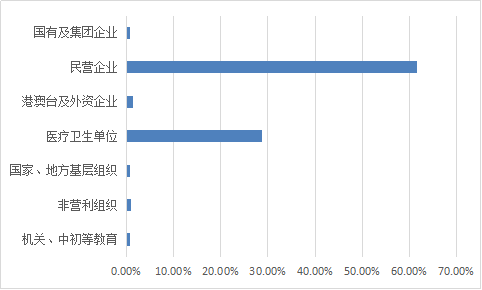 国有及集团企业
民营企业
港澳台及外资企业
医疗卫生单位
国家、地方基层组织
非营利组织
机关、中初等教育
0.00% 10.00% 20.00% 30.00% 40.00% 50.00% 60.00% 70.00%